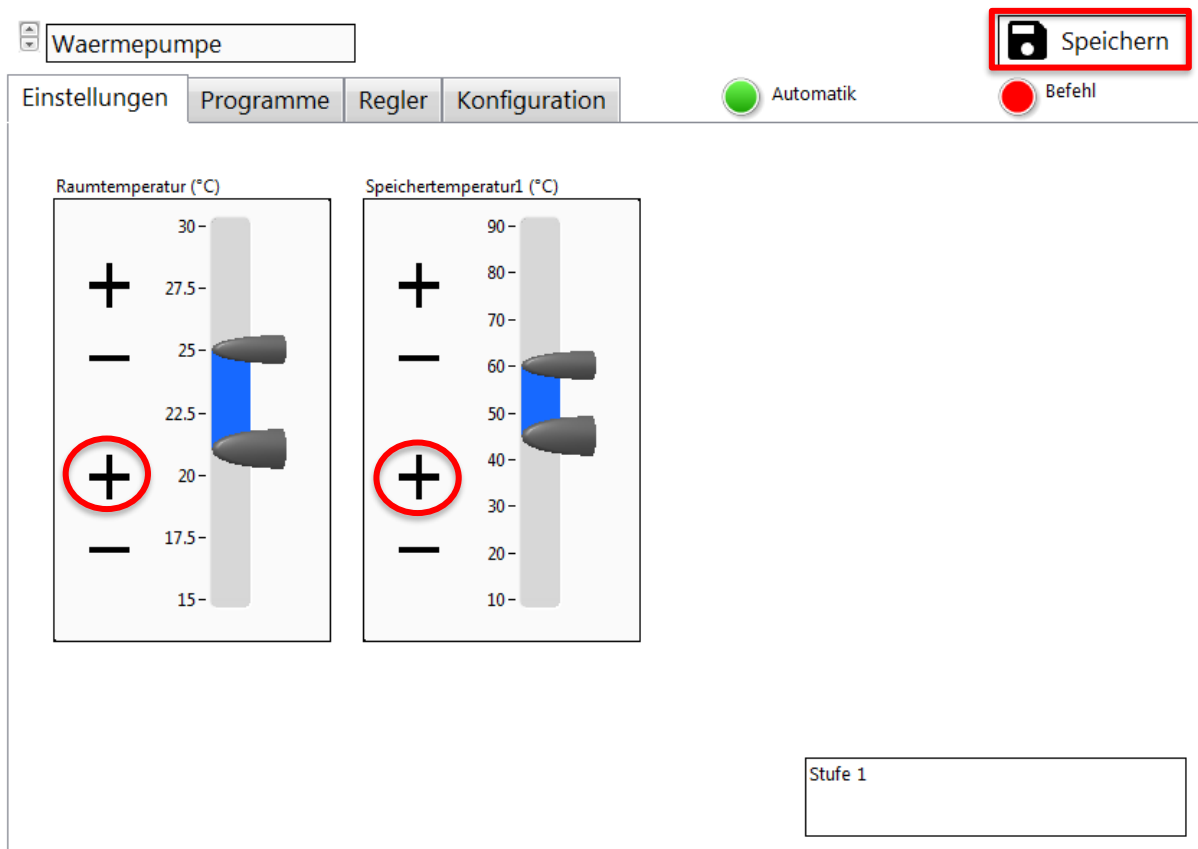 Waermepumpe
Speichern
Einstellungen
Programme
Regler
Konfiguration
Automatik
Befehl
Raumtemperatur (°C)
30
27.5
25
22.5
20
17.5
15
+
−
+
−
Speichertemperatur1 (°C)
90
80
70
60
50
40
30
20
10
+
−
+
−
Stufe 1